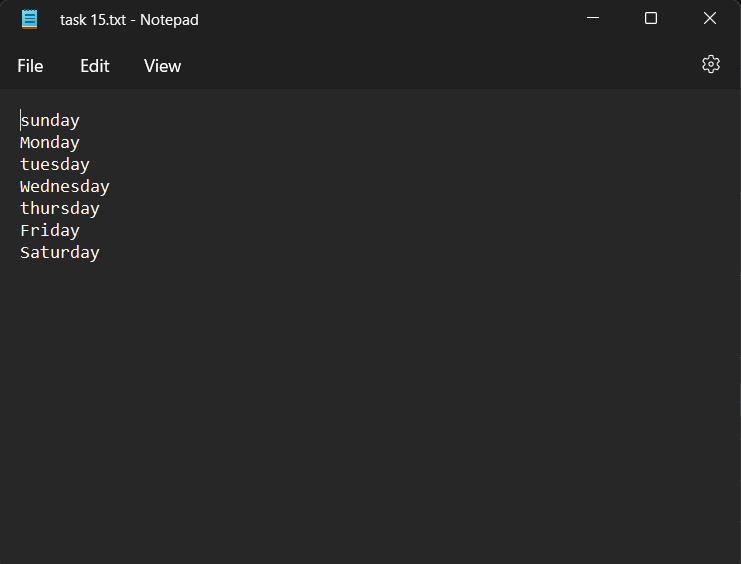 task 15.txt - Notepad
File Edit View
sunday
Monday
tuesday
Wednesday
thursday
Friday
Saturday